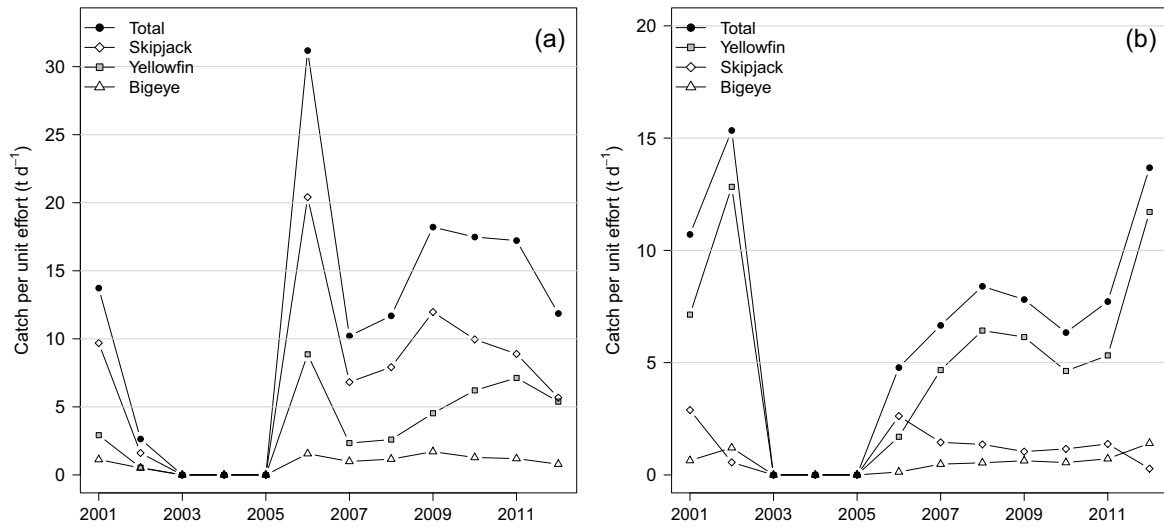 (a)
Total
Skipjack
Yellowfin
Bigeye
Catch per unit effort (t d⁻¹)
30
25
20
15
10
5
0
2001 2003 2005 2007 2009 2011
(b)
Total
Yellowfin
Skipjack
Bigeye
Catch per unit effort (t d⁻¹)
20
15
10
5
0
2001 2003 2005 2007 2009 2011